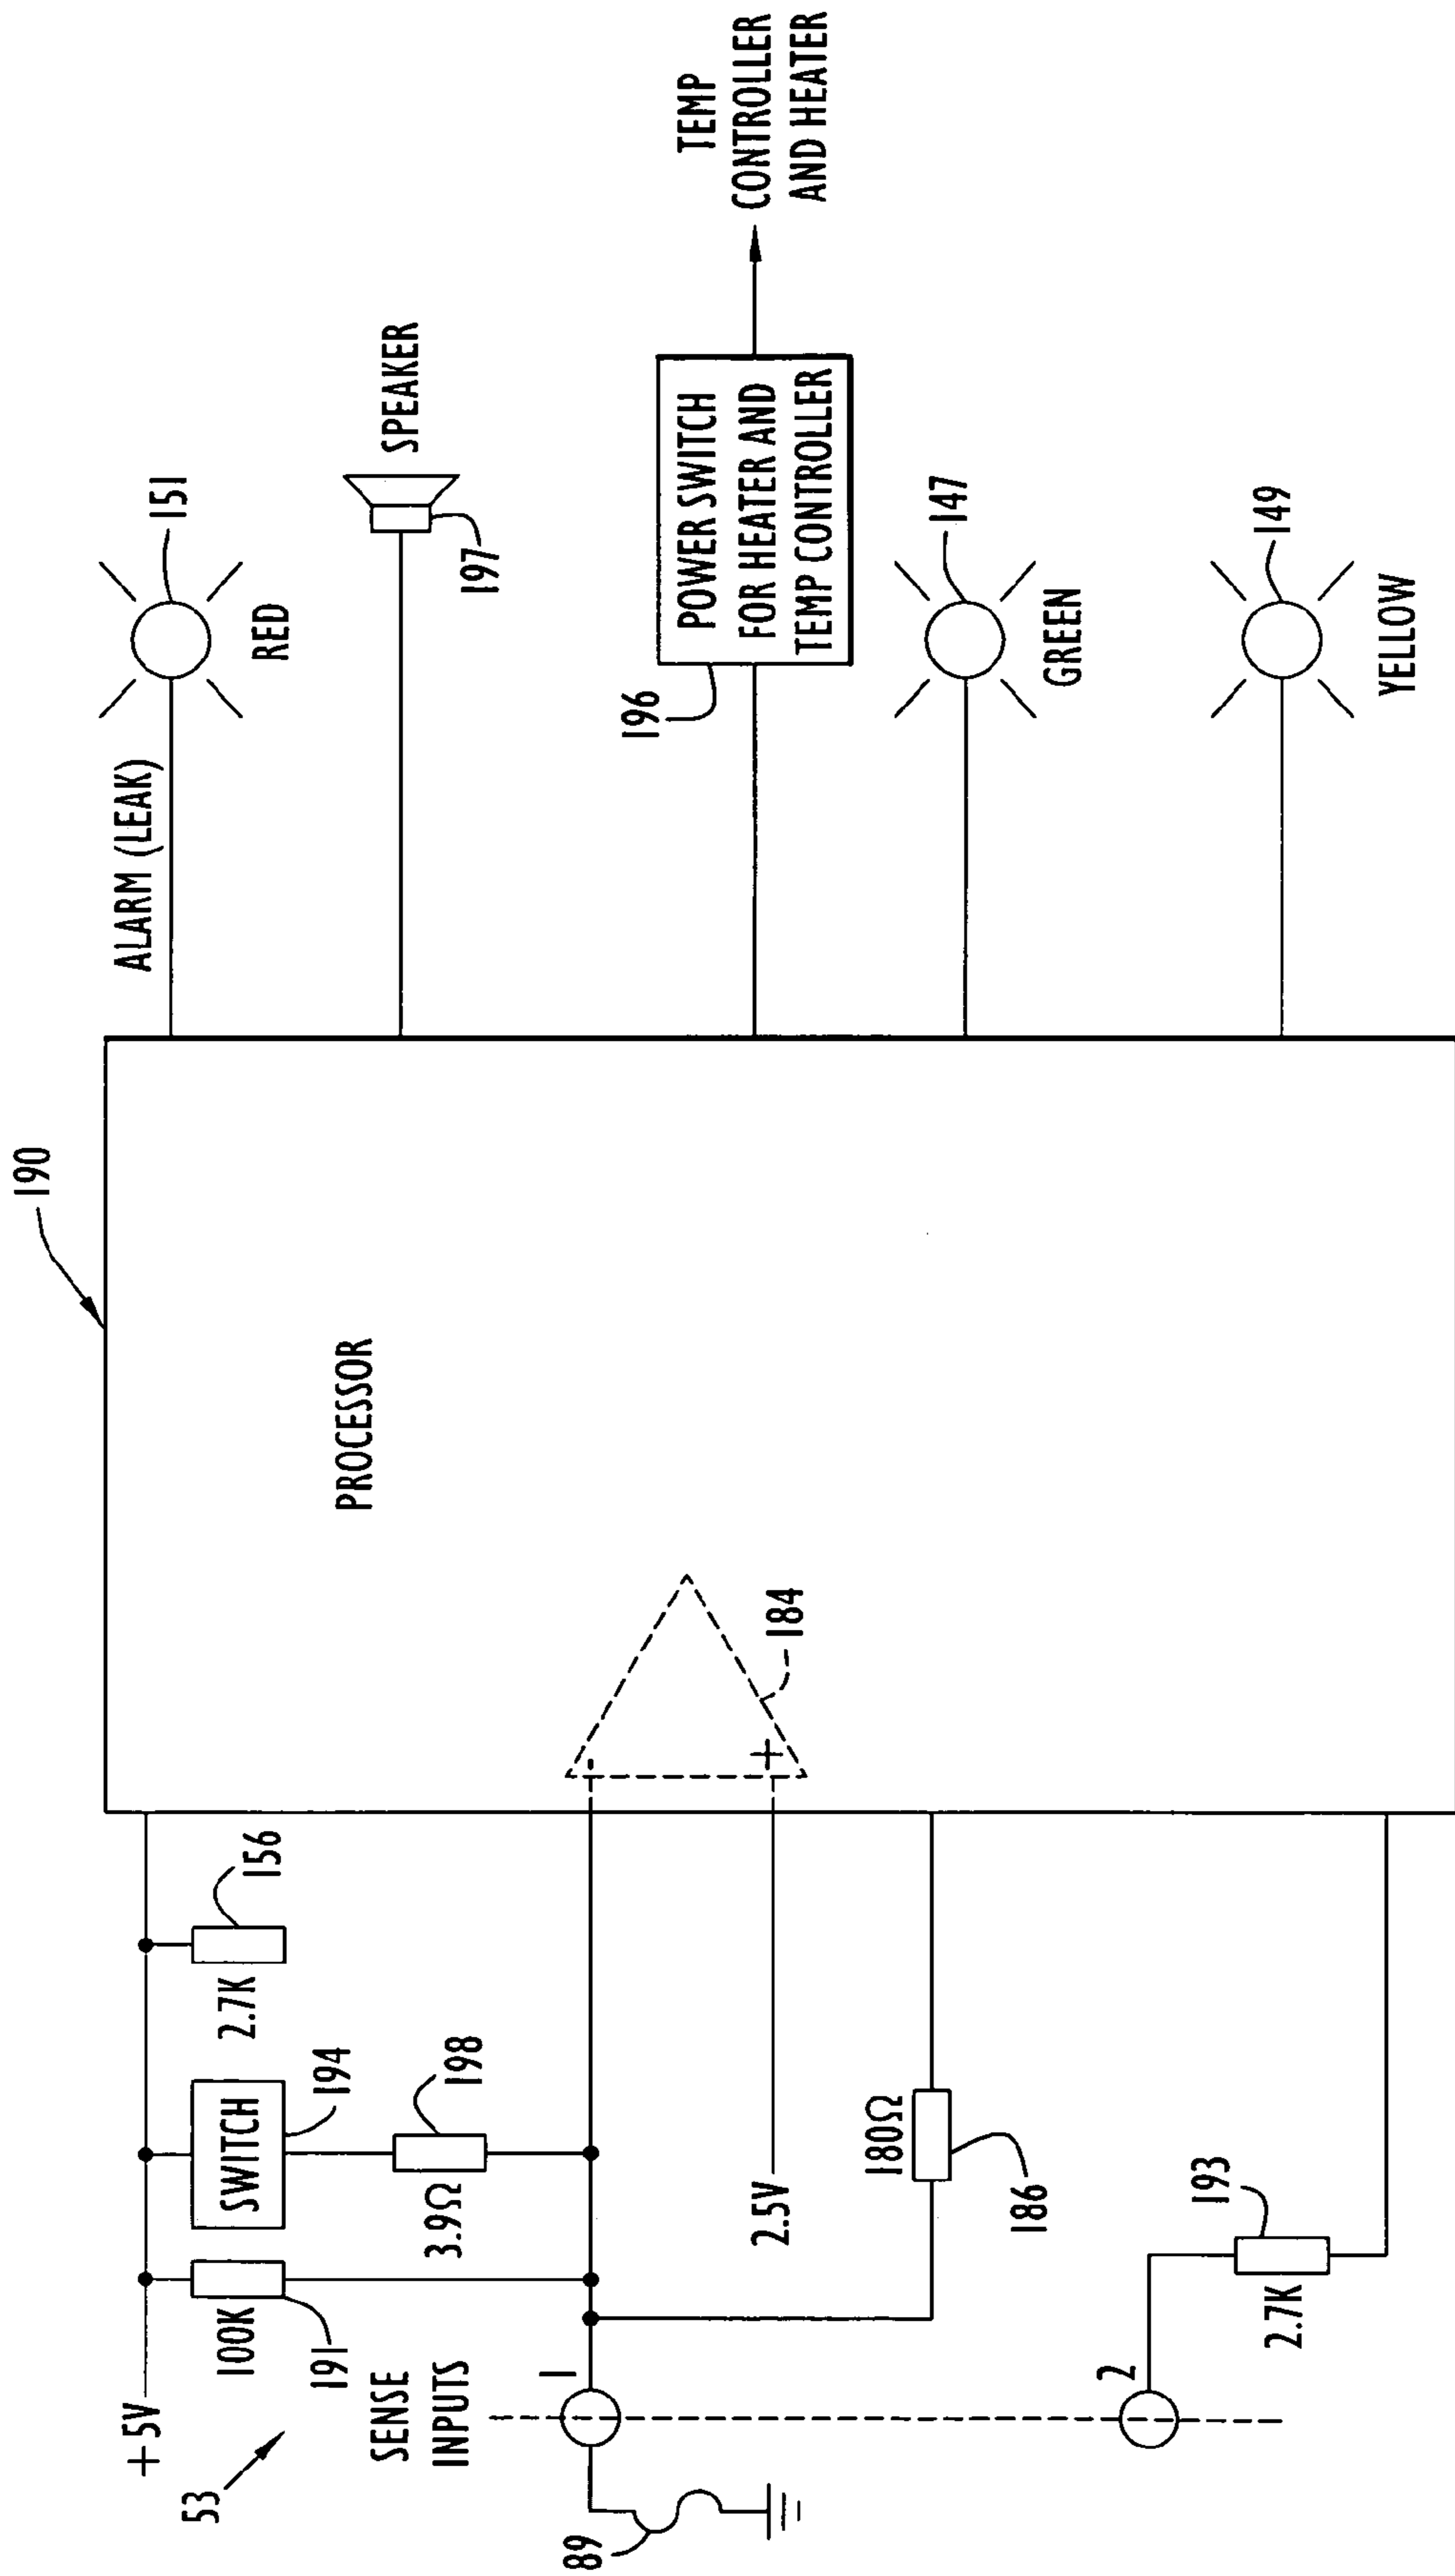 190
53
+5V
100K
191
SWITCH
194
2.7K
156
3.9Ω
198
SENSE
INPUTS
1
89
2.5V
180Ω
186
2
193
2.7K
PROCESSOR
-
+
184
ALARM (LEAK)
151
RED
SPEAKER
197
196
POWER SWITCH
FOR HEATER AND
TEMP CONTROLLER
TEMP
CONTROLLER
AND HEATER
147
GREEN
149
YELLOW